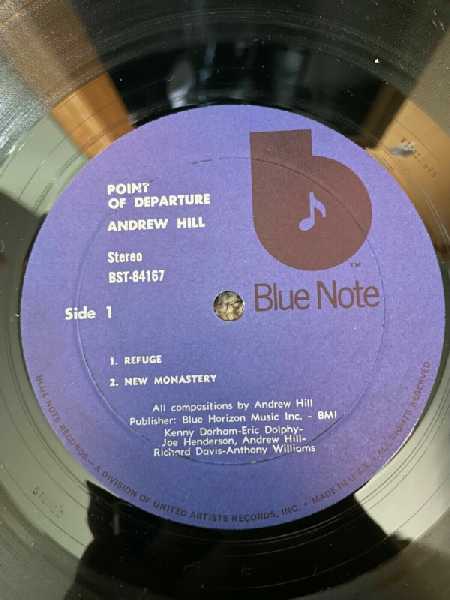 POINT
OF DEPARTURE
ANDREW HILL
Stereo
BST-84167
Side 1
Blue Note
TM
1. REFUGE
2. NEW MONASTERY
All compositions by Andrew Hill
Publisher: Blue Horizon Music Inc. - BMI
Kenny Dorham-Eric Dolphy-
Joe Henderson, Andrew Hill-
Richard Davis-Anthony Williams
BLUE NOTE RECORDS—A DIVISION OF UNITED ARTISTS RECORDS, INC. • MADE IN U.S.A. • ALL RIGHTS RESERVED